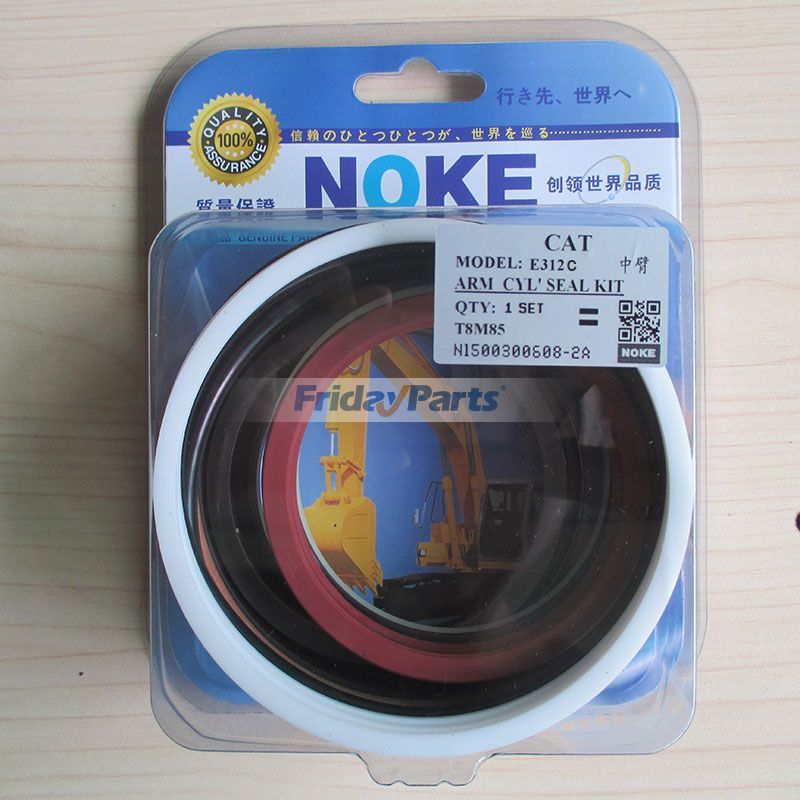 行き先、世界へ
QUALITY
100%
ASSURANCE
信頼のひとつひとつが、世界を巡る
NOKE
创领世界品质
質量保證
GENUINE PA
CAT
MODEL: E312C 中臂
ARM CYL' SEAL KIT
QTY: 1 SET =
T8M85
N1500300608-2A
NOKE
FridayParts®